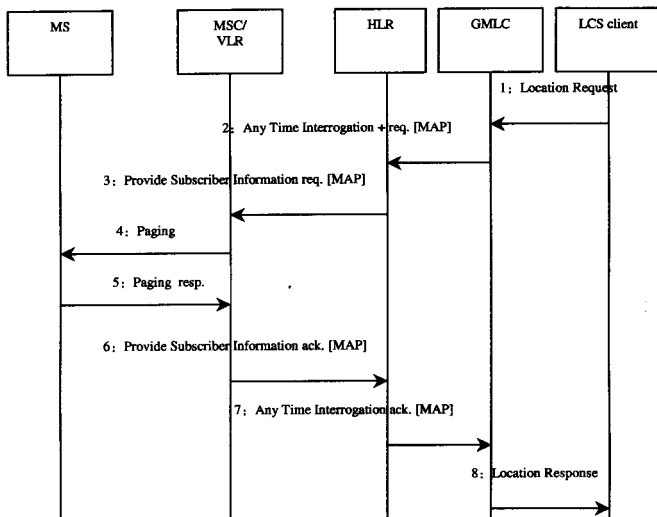 MS
MSC/
VLR
HLR
GMLC
LCS client
1: Location Request
2: Any Time Interrogation + req. [MAP]
3: Provide Subscriber Information req. [MAP]
4: Paging
5: Paging resp.
6: Provide Subscriber Information ack. [MAP]
7: Any Time Interrogation ack. [MAP]
8: Location Response